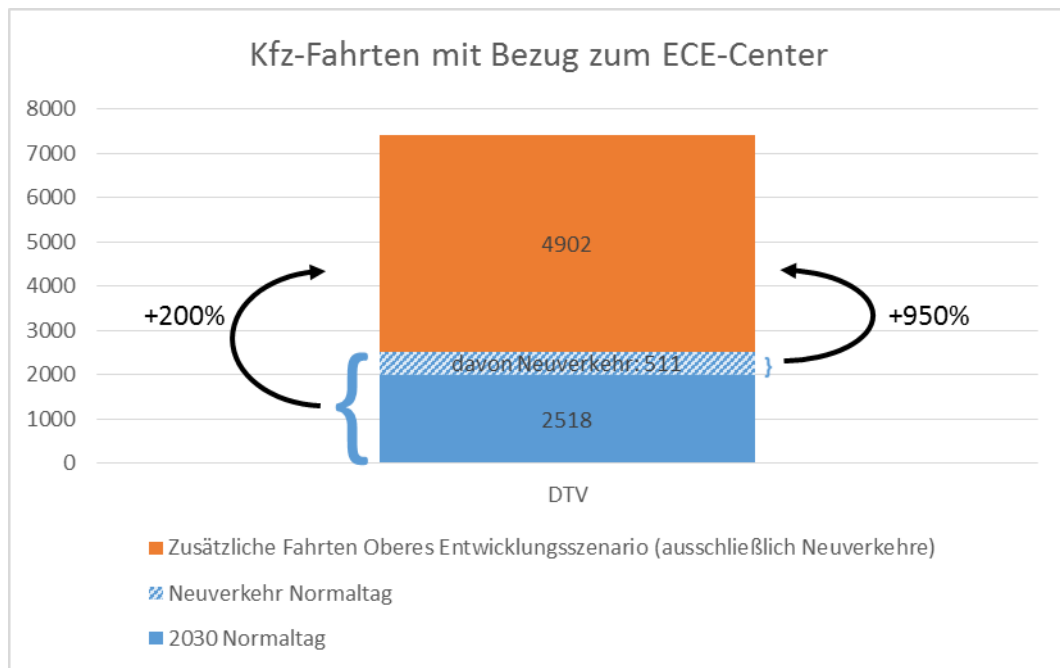 Kfz-Fahrten mit Bezug zum ECE-Center
8000
7000
6000
5000
4000
3000
2000
1000
0
4902
+200%
+950%
davon Neuverkehr: 511
2518
DTV
Zusätzliche Fahrten Oberes Entwicklungsszenario (ausschließlich Neuverkehre)
Neuverkehr Normaltag
2030 Normaltag